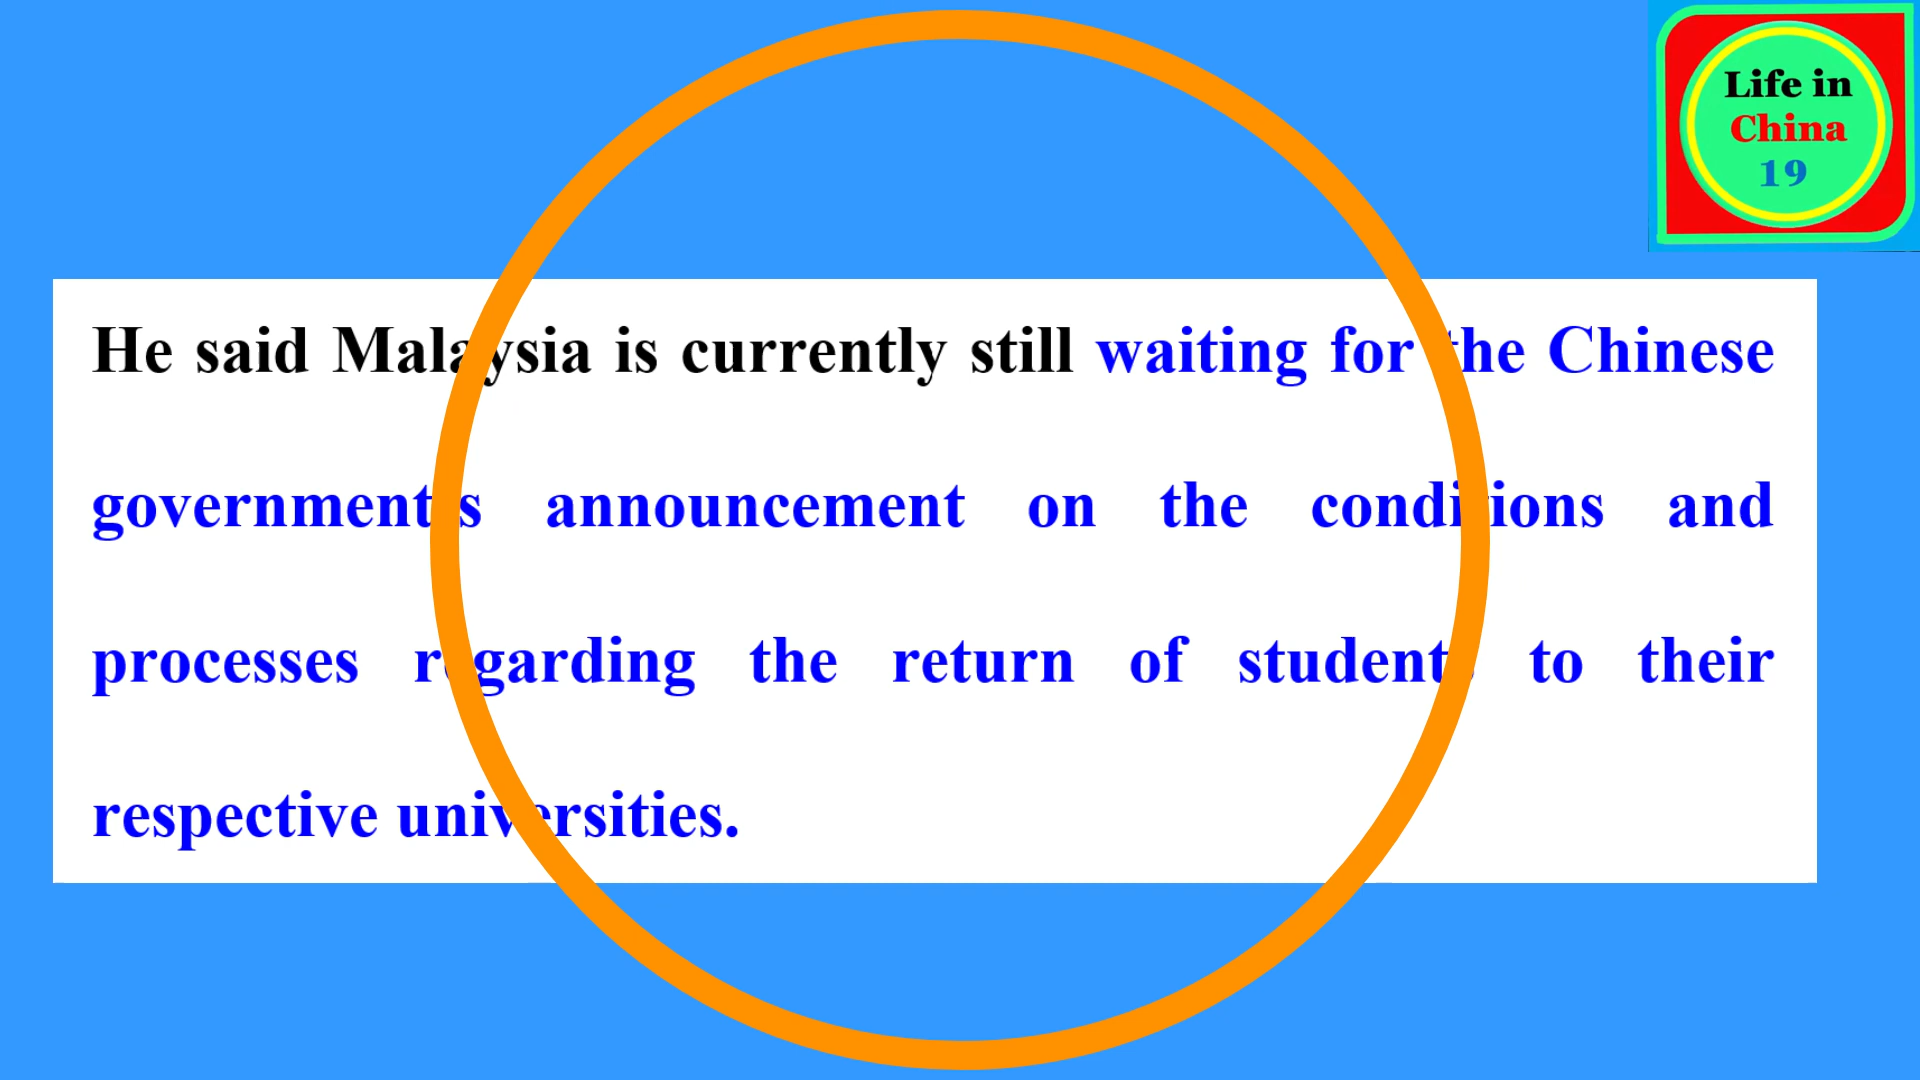 Life in
China
19
He said Malaysia is currently still waiting for the Chinese
government's announcement on the conditions and
processes regarding the return of students to their
respective universities.